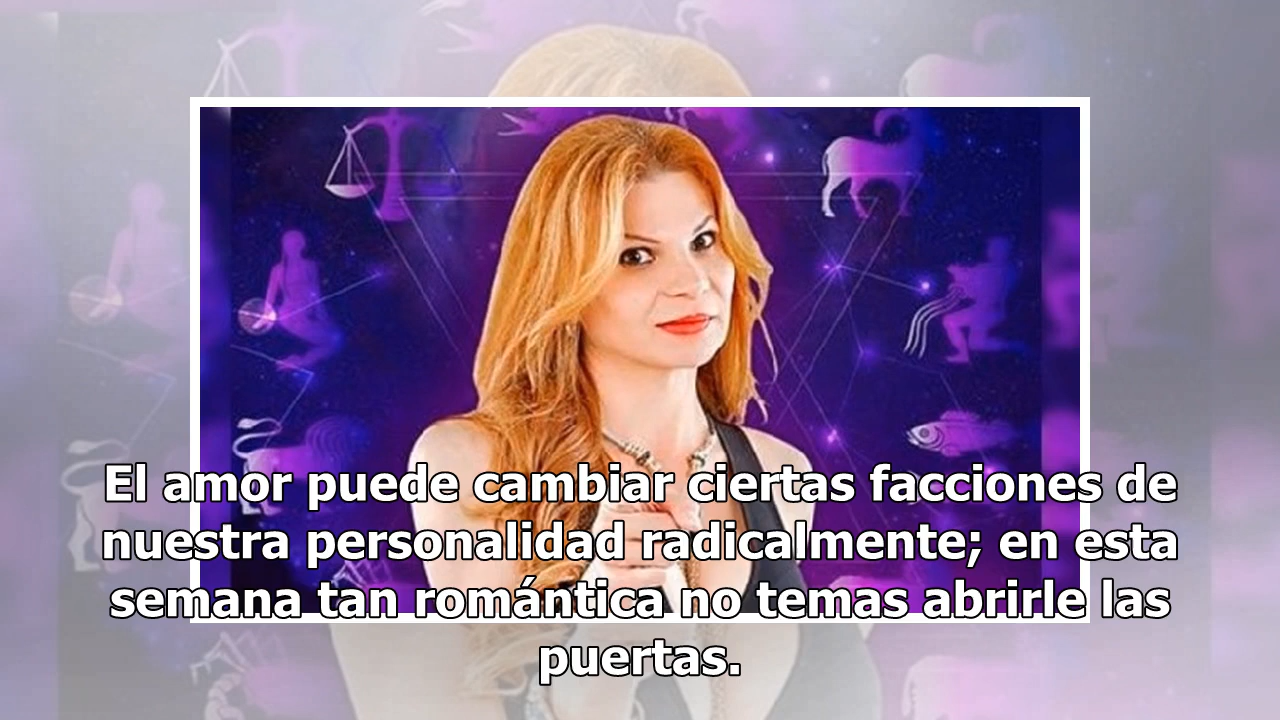 El amor puede cambiar ciertas facciones de
nuestra personalidad radicalmente; en esta
semana tan romántica no temas abrirle las
puertas.